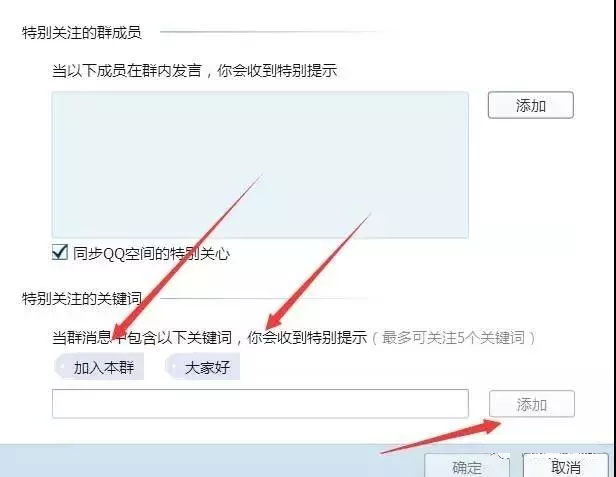 特别关注的群成员
当以下成员在群内发言，你会收到特别提示
添加
同步QQ空间的特别关心
特别关注的关键词
当群消息中包含以下关键词，你会收到特别提示（最多可关注5个关键词）
加入本群 大家好
添加
确定 取消